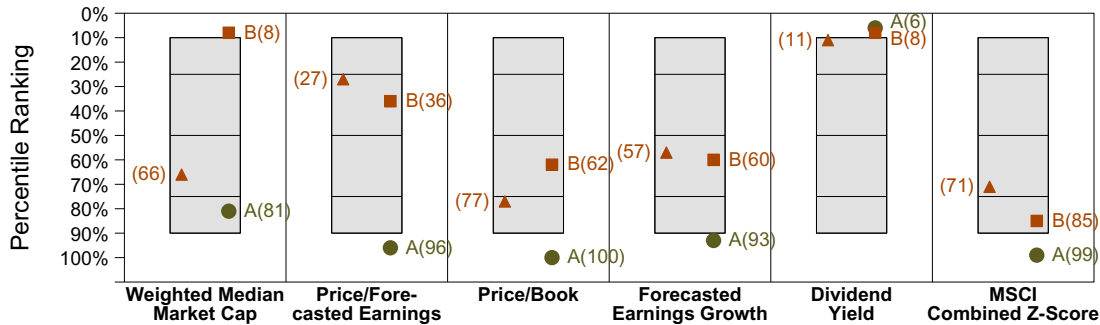 Percentile Ranking
0%
10%
20%
30%
40%
50%
60%
70%
80%
90%
100%
B(8)
(66)
A(81)
(27)
B(36)
A(96)
B(62)
(77)
A(100)
(57)
B(60)
A(93)
A(6)
(11)
B(8)
(71)
B(85)
A(99)
Weighted Median
Market Cap
Price/Fore-
casted Earnings
Price/Book
Forecasted
Earnings Growth
Dividend
Yield
MSCI
Combined Z-Score